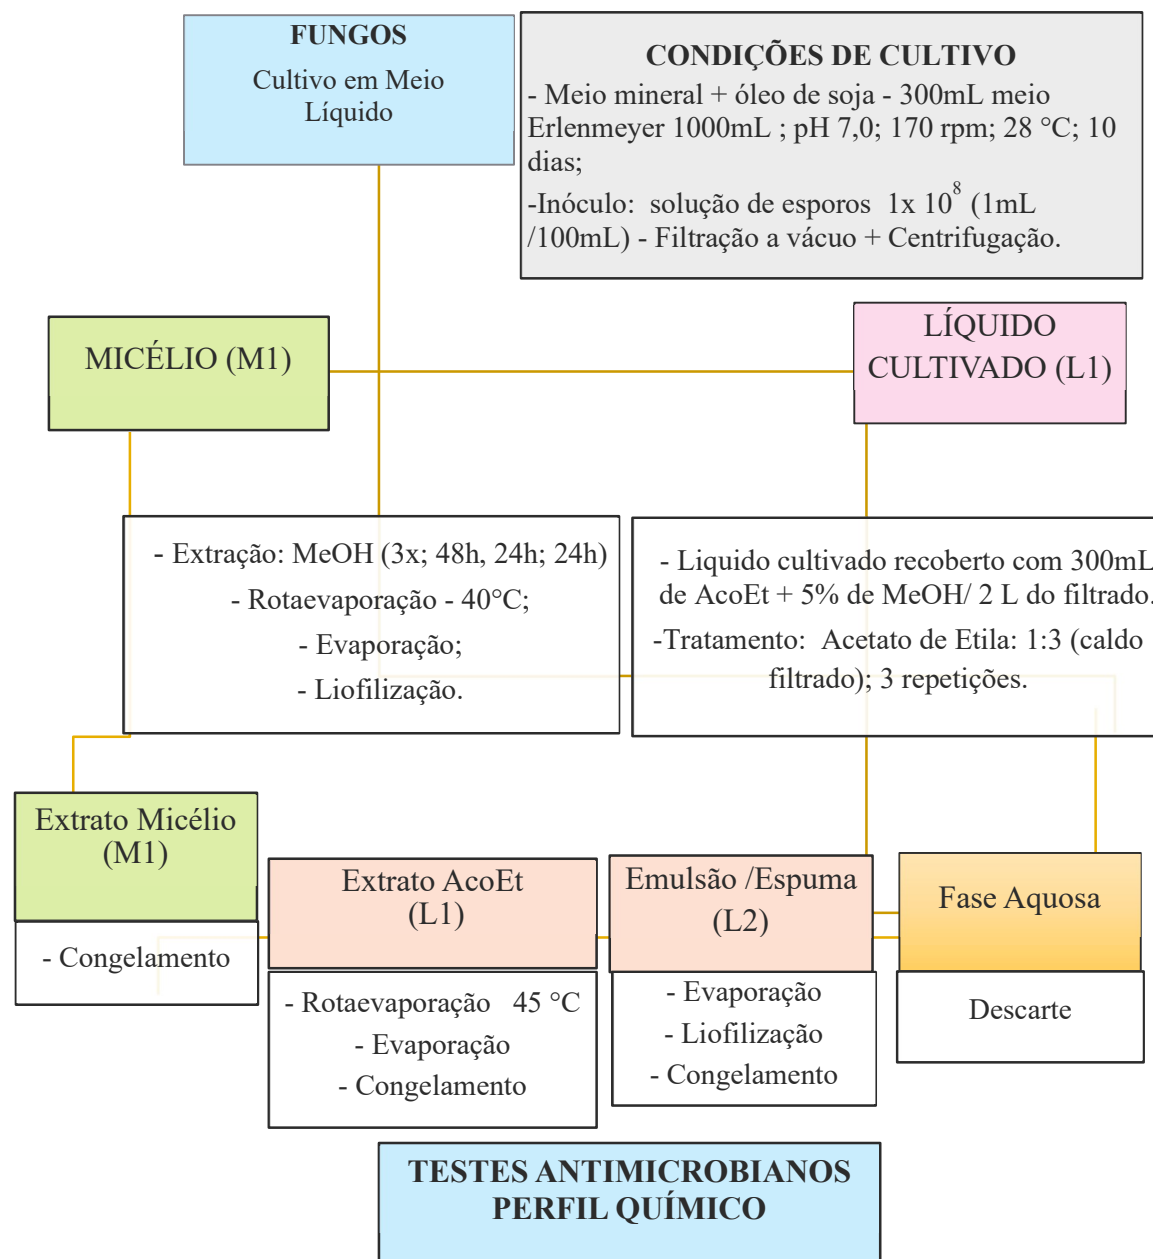 FUNGOS
Cultivo em Meio
Líquido
CONDIÇÕES DE CULTIVO
- Meio mineral + óleo de soja - 300mL meio
Erlenmeyer 1000mL ; pH 7,0; 170 rpm; 28 °C; 10
dias;
-Inóculo: solução de esporos 1x 10⁸ (1mL
/100mL) - Filtração a vácuo + Centrifugação.
MICÉLIO (M1)
LÍQUIDO
CULTIVADO (L1)
- Extração: MeOH (3x; 48h, 24h; 24h)
- Rotaevaporação - 40°C;
- Evaporação;
- Liofilização.
- Liquido cultivado recoberto com 300mL
de AcoEt + 5% de MeOH/ 2 L do filtrado.
-Tratamento: Acetato de Etila: 1:3 (caldo
filtrado); 3 repetições.
Extrato Micélio
(M1)
- Congelamento
Extrato AcoEt
(L1)
- Rotaevaporação 45 °C
- Evaporação
- Congelamento
Emulsão /Espuma
(L2)
- Evaporação
- Liofilização
- Congelamento
Fase Aquosa
Descarte
TESTES ANTIMICROBIANOS
PERFIL QUÍMICO